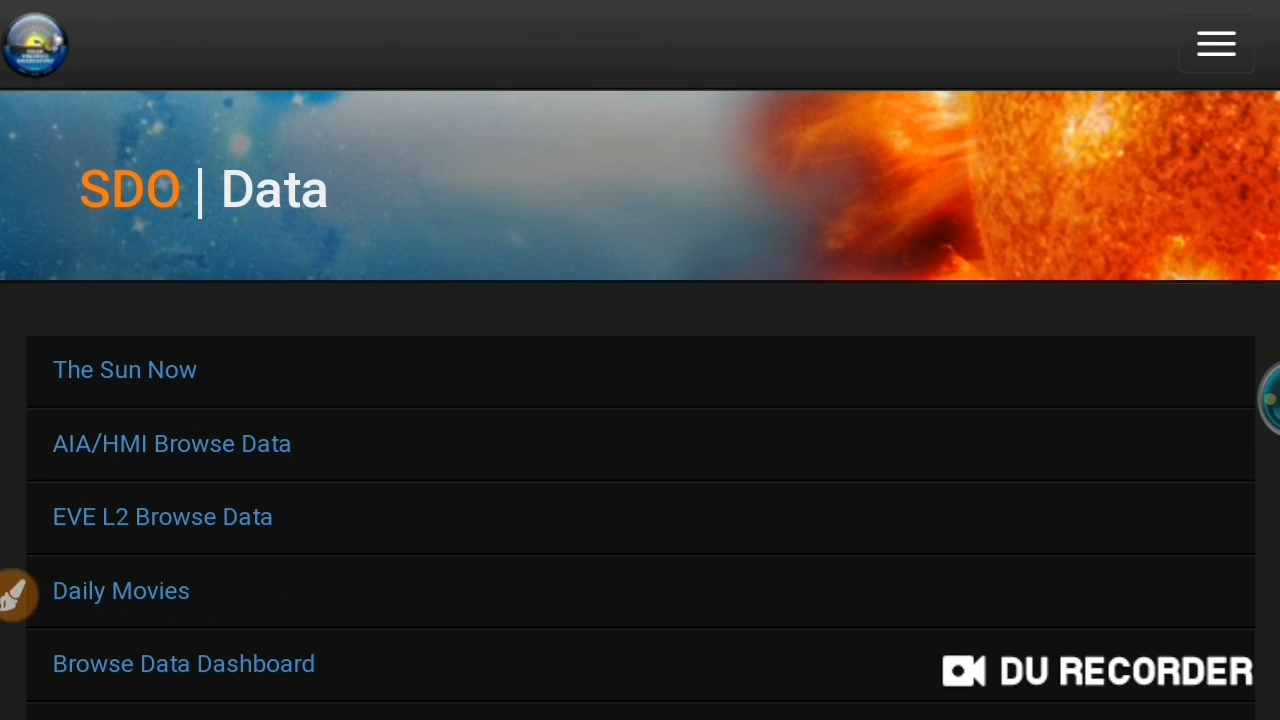 SDO | Data
The Sun Now
AIA/HMI Browse Data
EVE L2 Browse Data
Daily Movies
Browse Data Dashboard
DU RECORDER